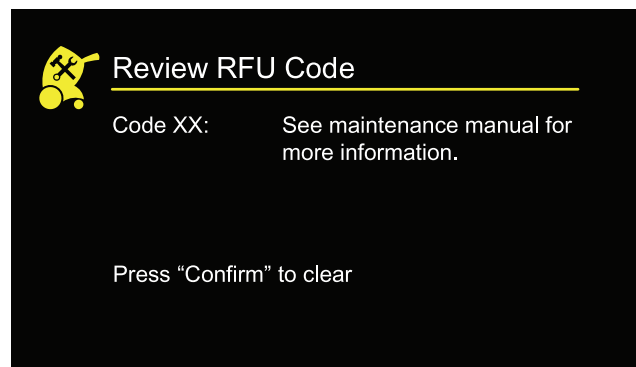 Review RFU Code
Code XX: See maintenance manual for
more information.
Press “Confirm” to clear